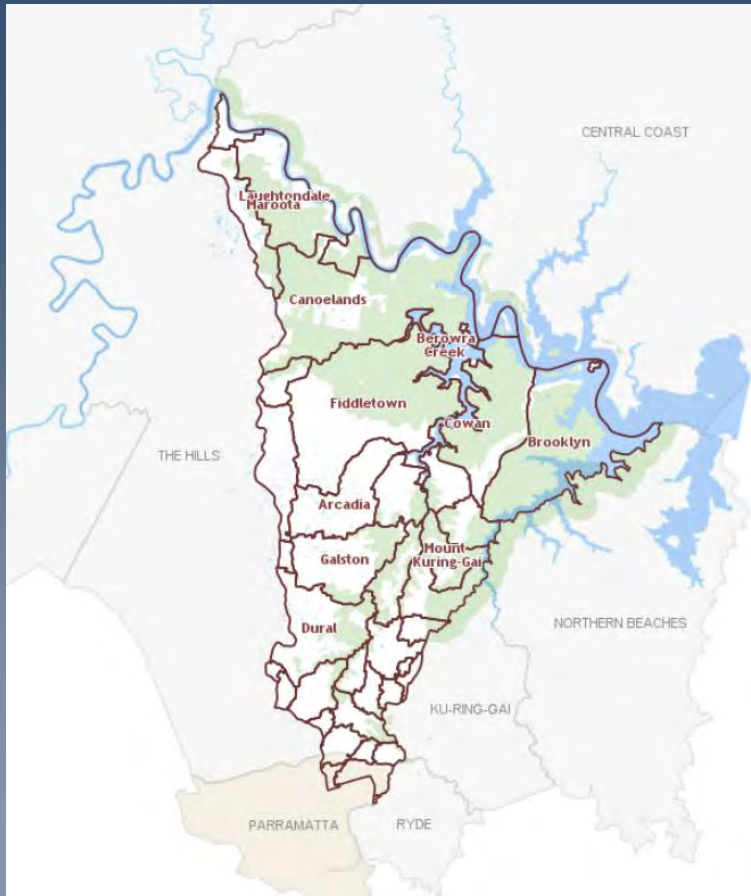 CENTRAL COAST
Laughtondale
Maroota
Canoelands
Berowra
Creek
Fiddletown
Cowan
Brooklyn
THE HILLS
Arcadia
Mount
Kuring-Gai
Galston
NORTHERN BEACHES
Dural
KU-RING-GAI
PARRAMATTA
RYDE